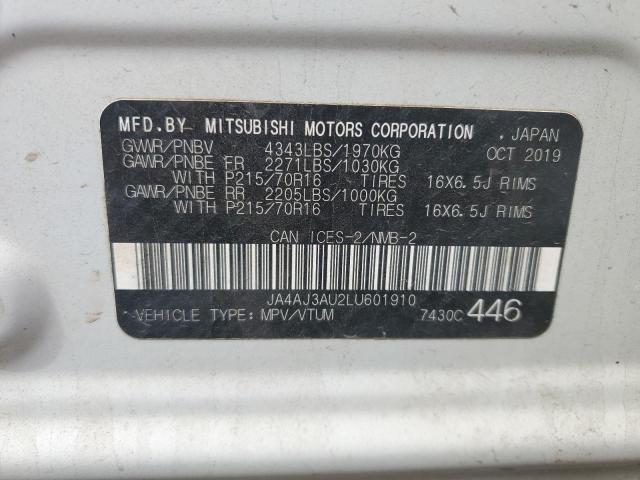 MFD.BY MITSUBISHI MOTORS CORPORATION . JAPAN
GVWR/PNBV 4343LBS/1970KG OCT 2019
GAWR/PNBE FR 2271LBS/1030KG
WITH P215/70R16 TIRES 16X6.5J RIMS
GAWR/PNBE RR 2205LBS/1000KG
WITH P215/70R16 TIRES 16X6.5J RIMS
CAN ICES-2/NMB-2
JA4AJ3AU2LU601910
VEHICLE TYPE:MPV/VTUM 7430C 446